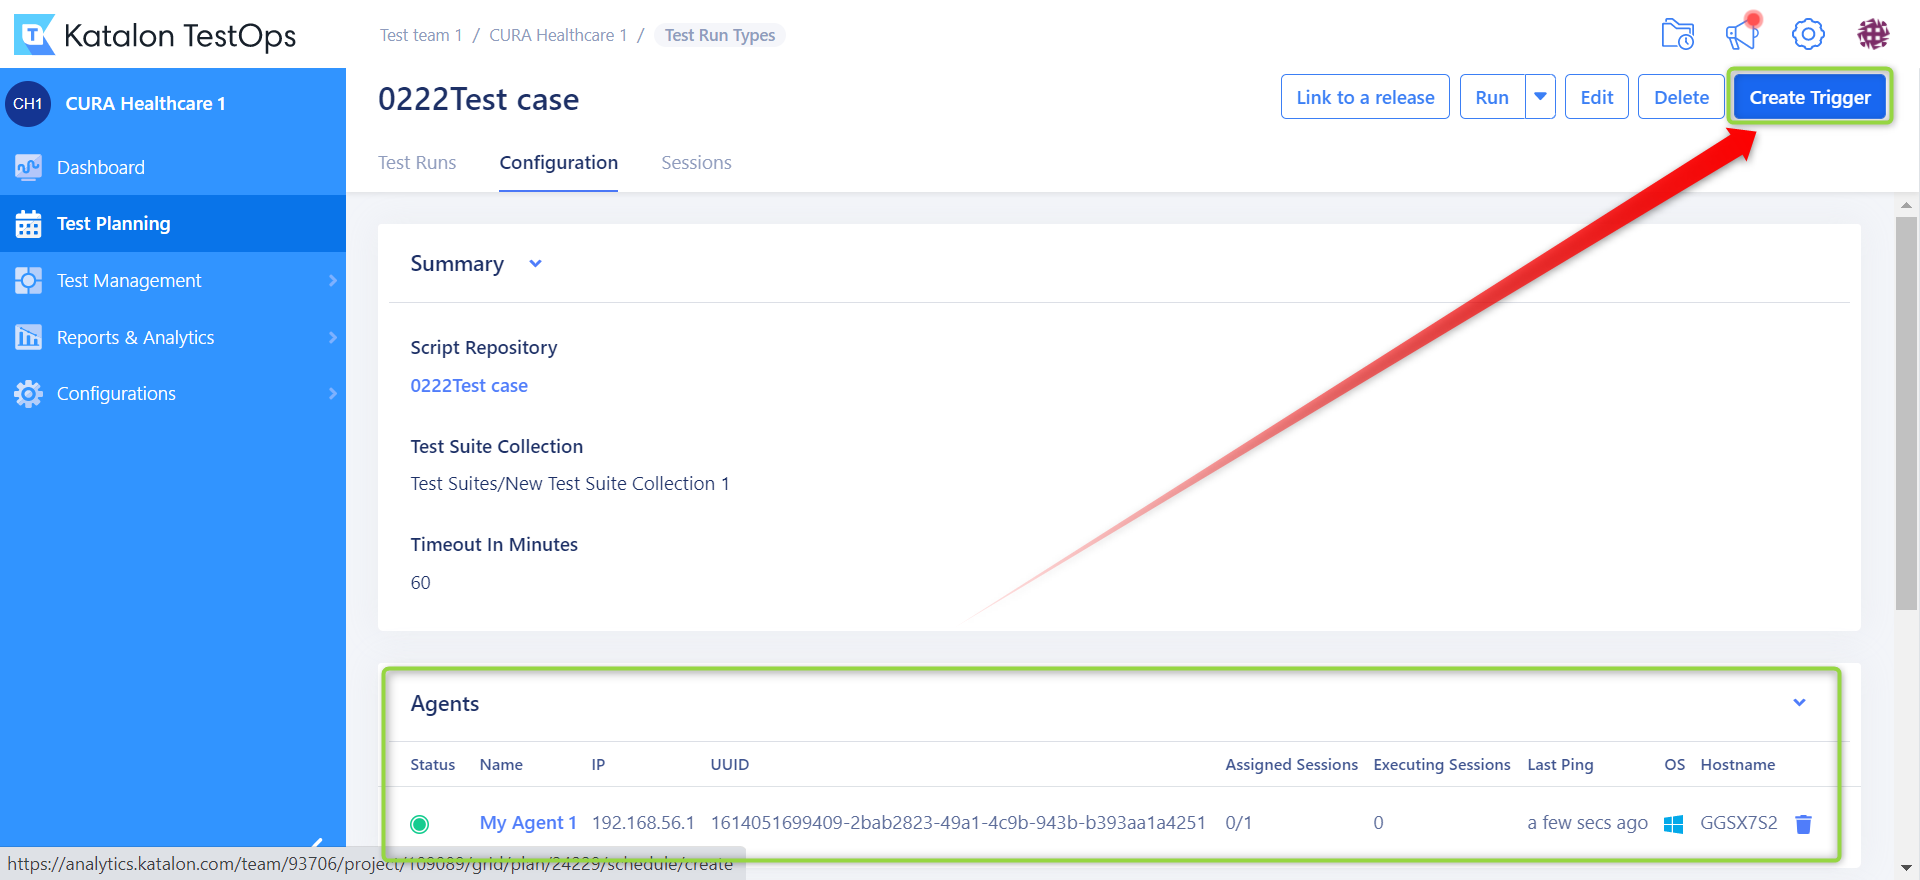 Katalon TestOps
Test team 1 / CURA Healthcare 1 / Test Run Types
CH1 CURA Healthcare 1
Dashboard
Test Planning
Test Management
Reports & Analytics
Configurations
0222Test case
Link to a release
Run
Edit
Delete
Create Trigger
Test Runs Configuration Sessions
Summary
Script Repository
0222Test case
Test Suite Collection
Test Suites/New Test Suite Collection 1
Timeout In Minutes
60
Agents
Status Name IP UUID Assigned Sessions Executing Sessions Last Ping OS Hostname
My Agent 1 192.168.56.1 1614051699409-2bab2823-49a1-4c9b-943b-b393aa1a4251 0/1 0 a few secs ago GGSX7S2
https://analytics.katalon.com/team/93706/project/109089/grid/plan/24229/schedule/create